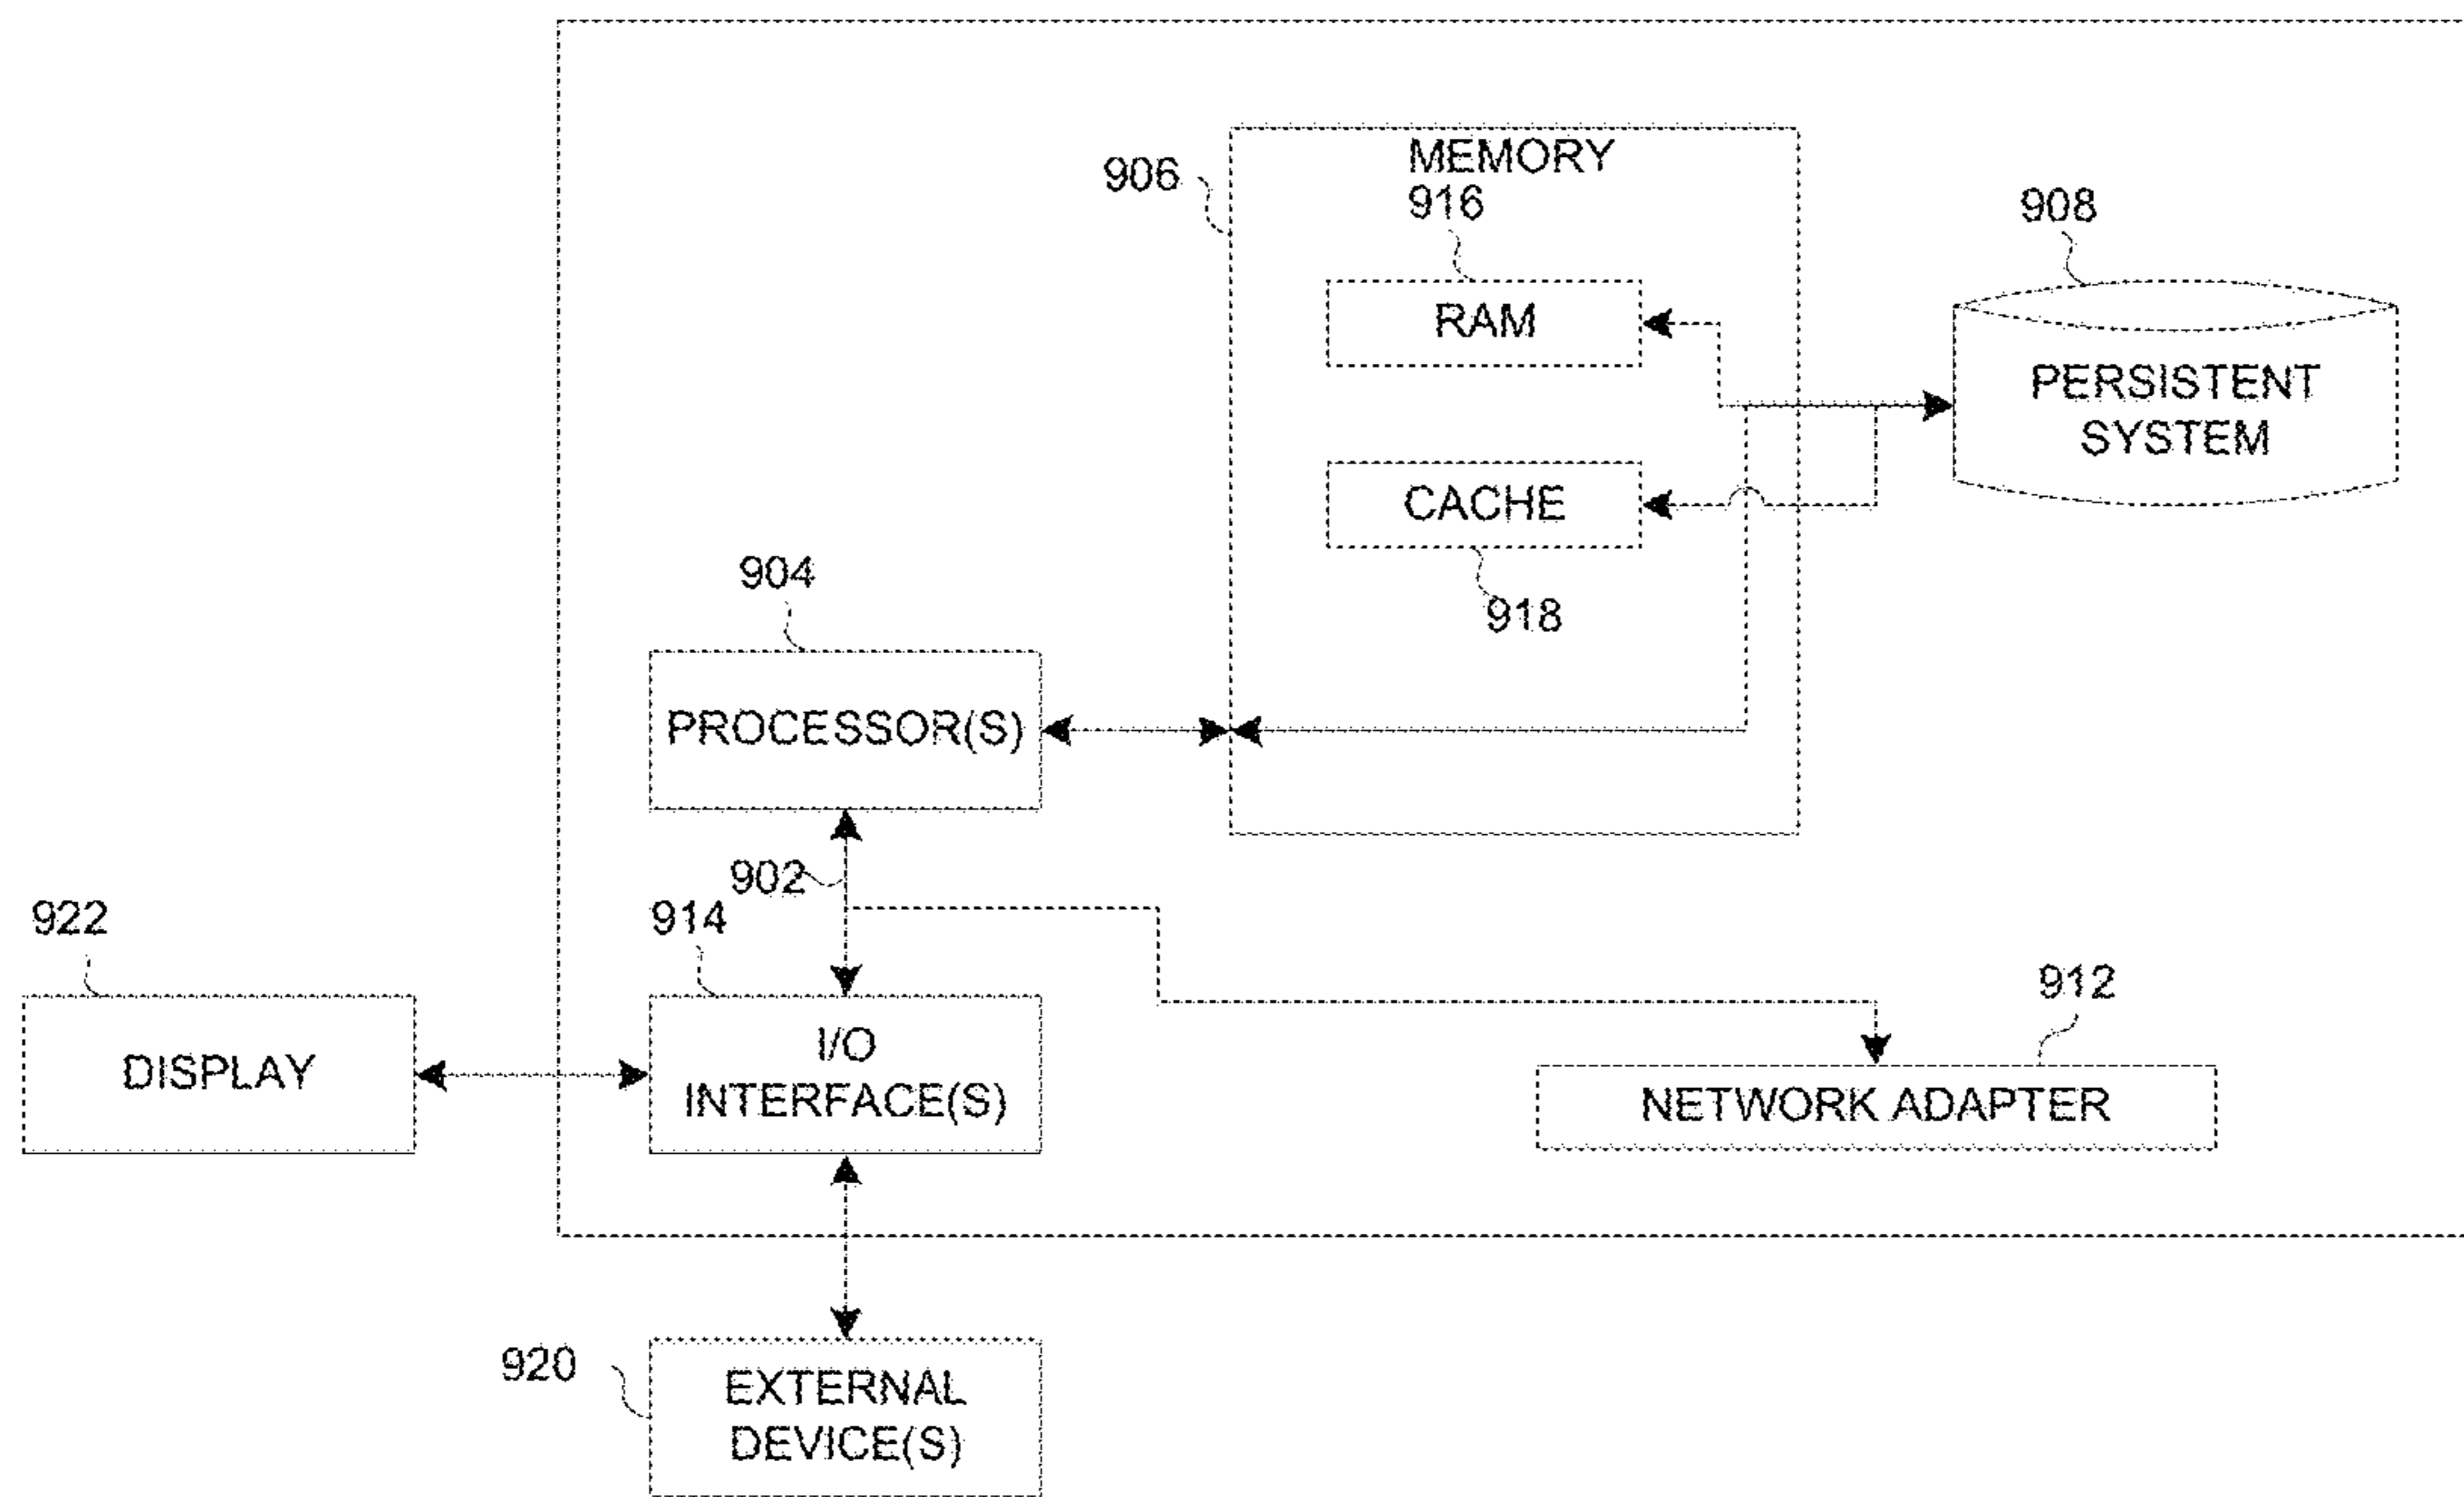 MEMORY
906
916
908
RAM
PERSISTENT
SYSTEM
CACHE
904
918
PROCESSOR(S)
902
922
914
912
I/O
INTERFACE(S)
DISPLAY
NETWORK ADAPTER
920
EXTERNAL
DEVICE(S)